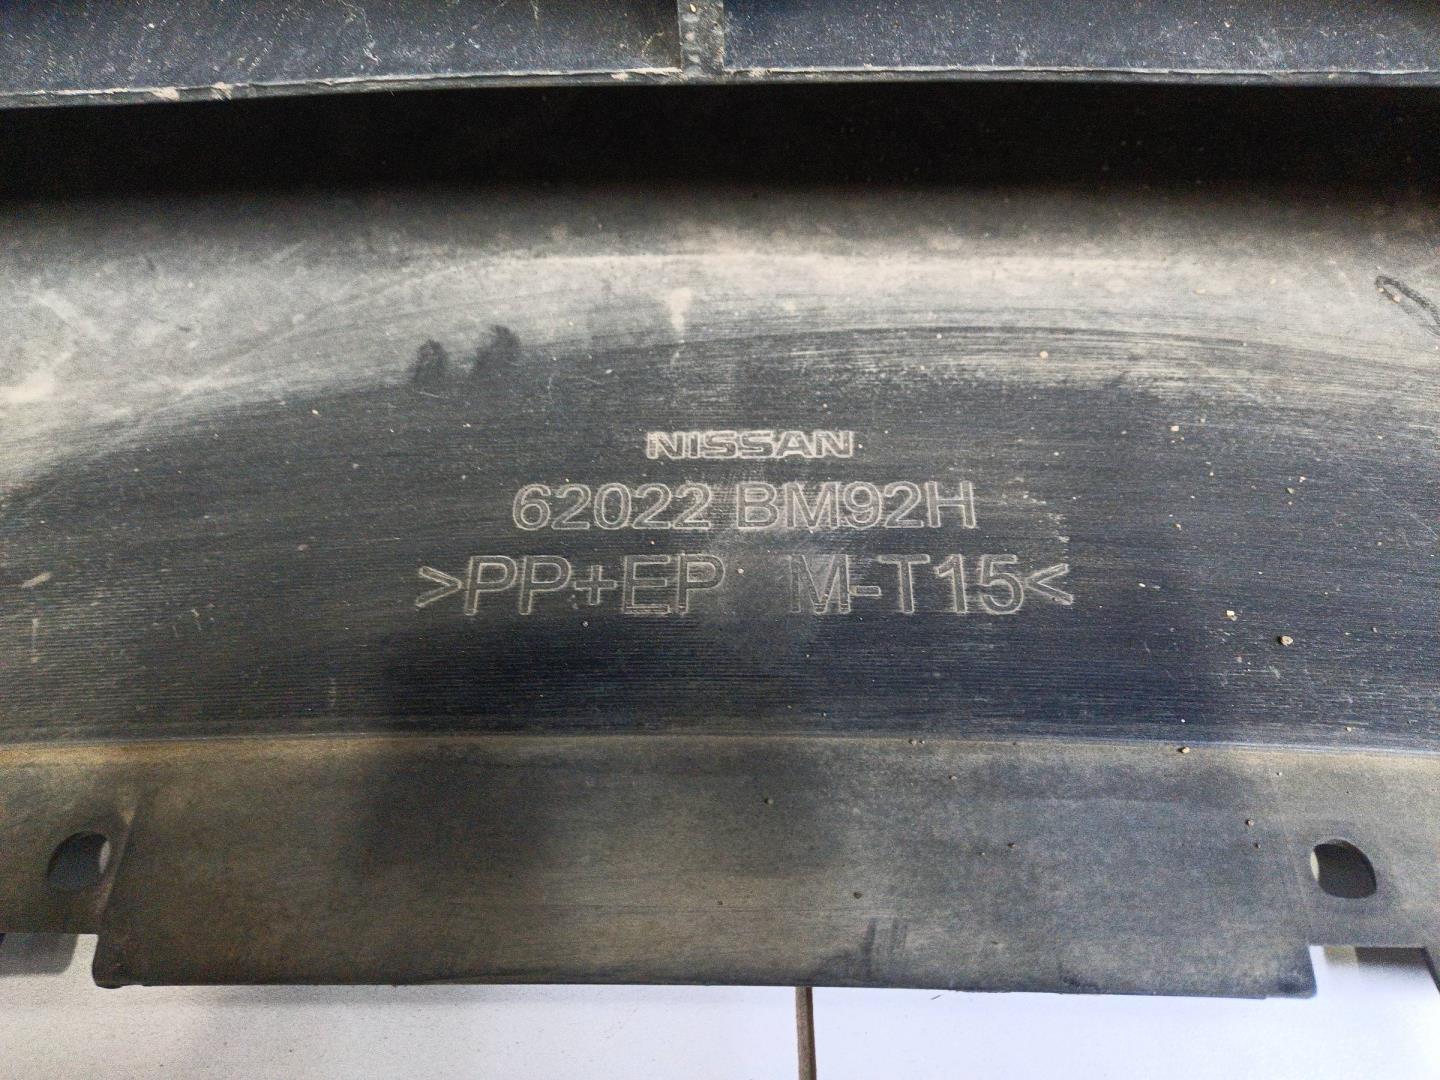 NISSAN
62022 BM92H
>PP+EP M-T15<